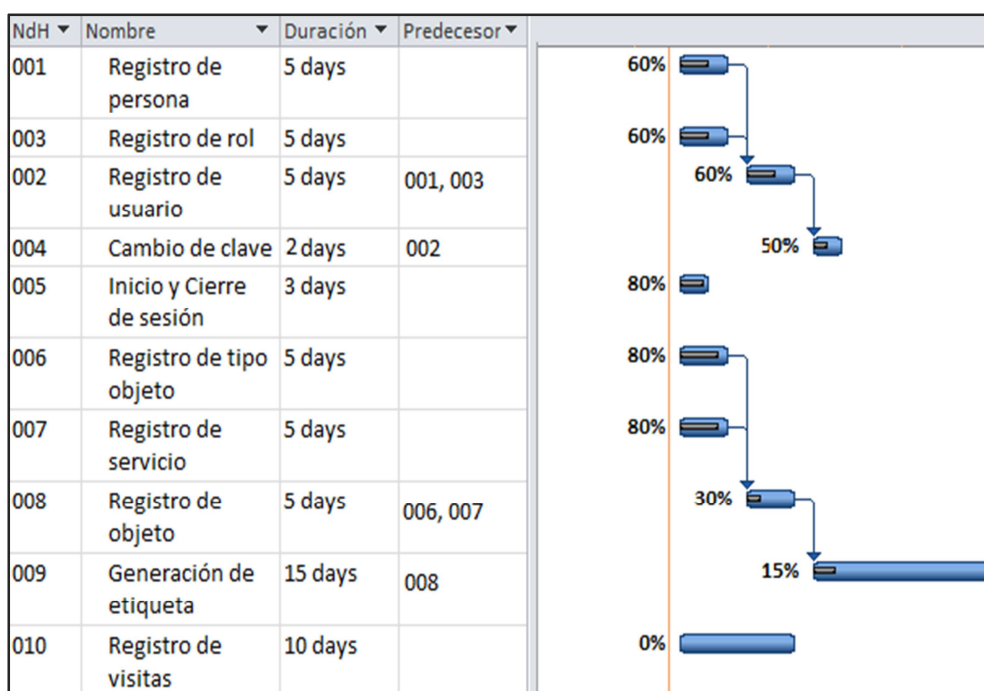 NdH Nombre Duración Predecesor
001 Registro de 5 days 60%
persona
003 Registro de rol 5 days 60%
002 Registro de 5 days 001, 003 60%
usuario
004 Cambio de clave 2 days 002 50%
005 Inicio y Cierre 3 days 80%
de sesión
006 Registro de tipo 5 days 80%
objeto
007 Registro de 5 days 80%
servicio
008 Registro de 5 days 006, 007 30%
objeto
009 Generación de 15 days 008 15%
etiqueta
010 Registro de 10 days 0%
visitas